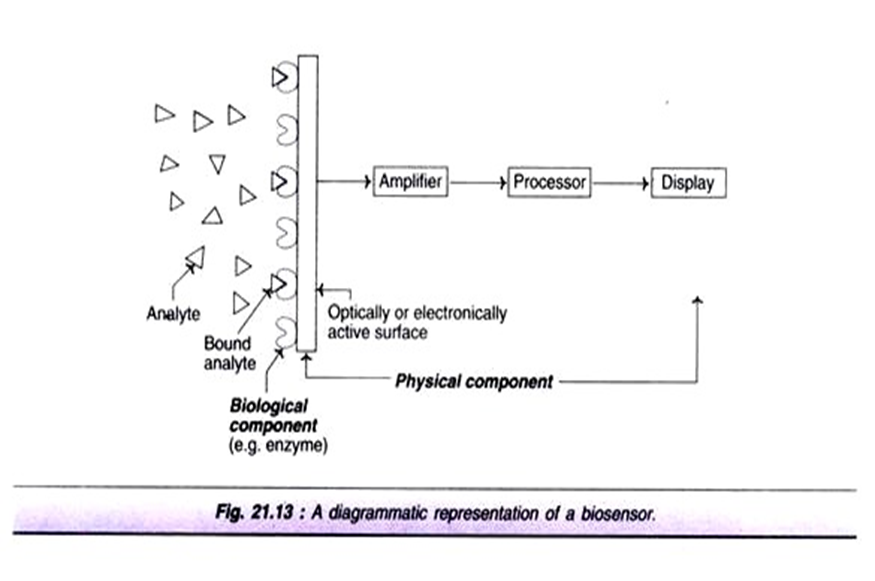 Amplifier
Processor
Display
Analyte
Optically or electronically
active surface
Bound
analyte
Physical component
Biological
component
(e.g. enzyme)
Fig. 21.13 : A diagrammatic representation of a biosensor.